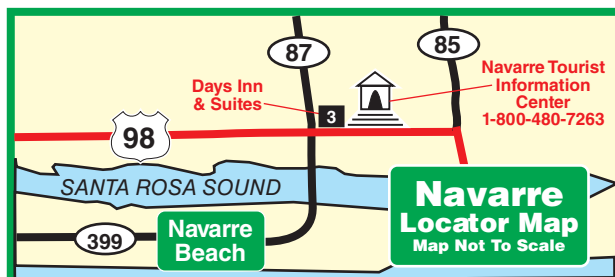 87
85
Days Inn
& Suites
3
Navarre Tourist
Information
Center
1-800-480-7263
98
SANTA ROSA SOUND
399
Navarre
Beach
Navarre
Locator Map
Map Not To Scale